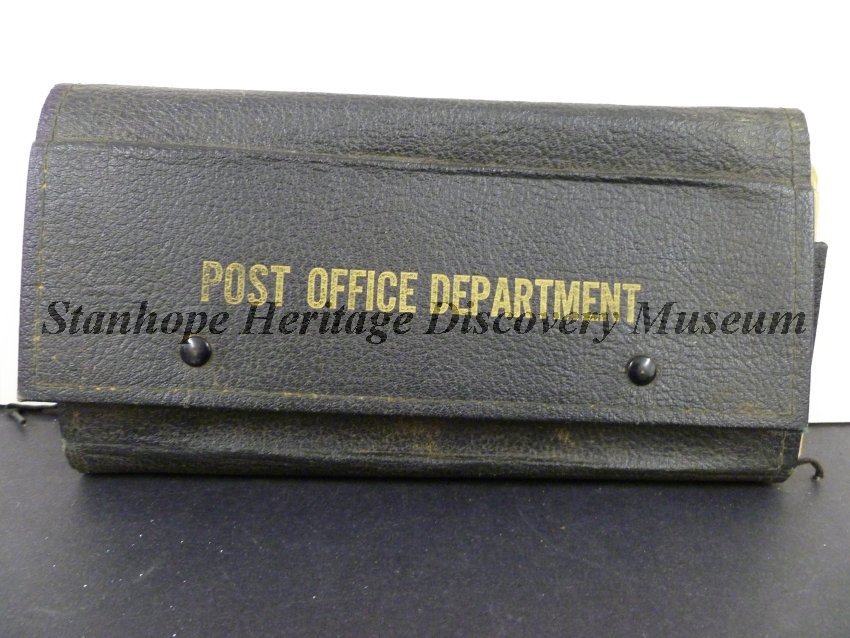 POST OFFICE DEPARTMENT
Stanhope Heritage Discovery Museum